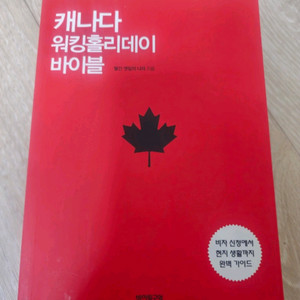 캐나다
워킹홀리데이
바이블
비자 신청에서
현지 생활까지
완벽 가이드